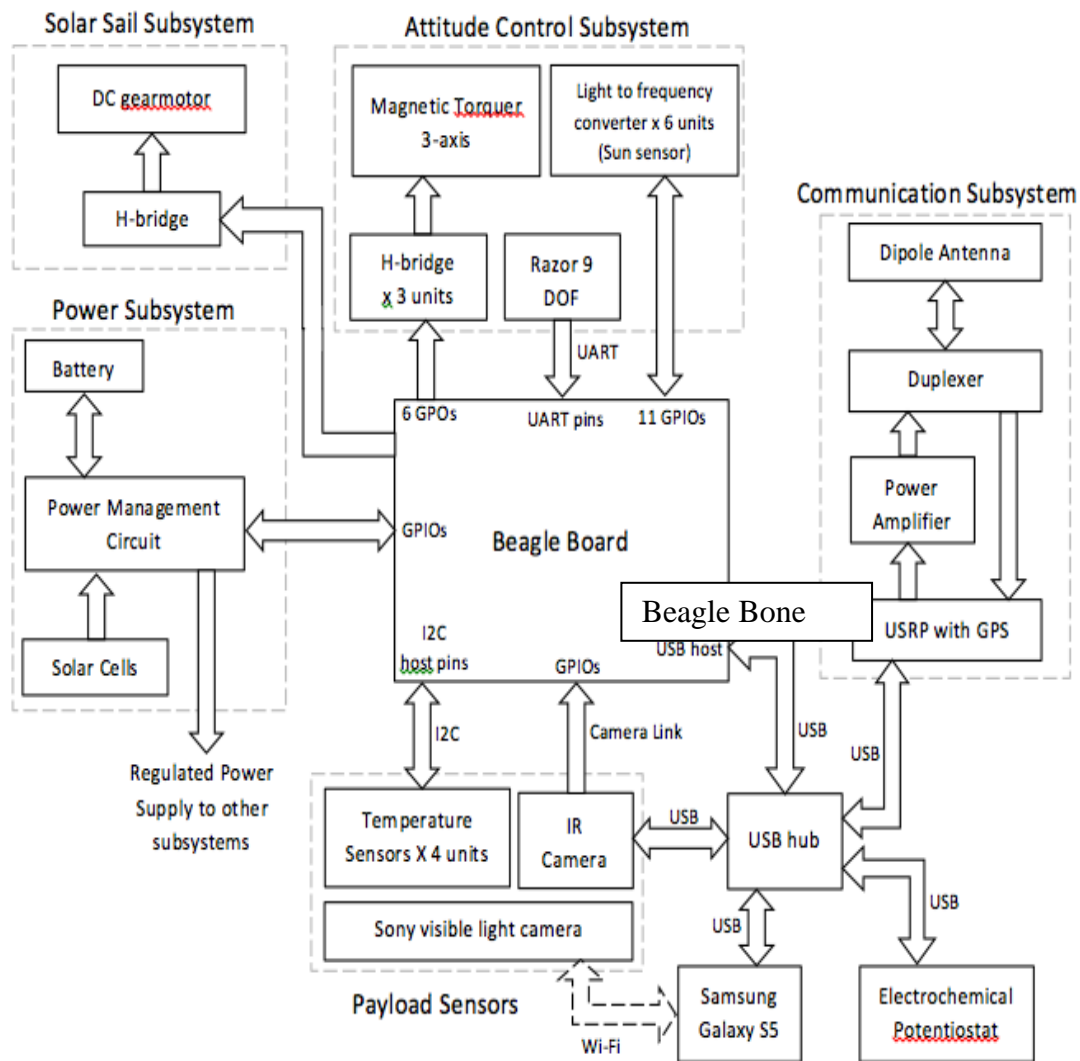 Solar Sail Subsystem
DC gearmotor
H-bridge
Attitude Control Subsystem
Magnetic Torquer
3-axis
Light to frequency
converter x 6 units
(Sun sensor)
H-bridge
x 3 units
Razor 9
DOF
UART
Communication Subsystem
Dipole Antenna
Duplexer
Power
Amplifier
USRP with GPS
Power Subsystem
Battery
Power Management
Circuit
Solar Cells
Regulated Power
Supply to other
subsystems
6 GPOs
UART pins
11 GPIOs
GPIOs
Beagle Board
Beagle Bone
I2C
host pins
GPIOs
USB host
I2C
Camera Link
USB
USB
Temperature
Sensors X 4 units
IR
Camera
USB
USB hub
Sony visible light camera
USB
USB
Payload Sensors
Wi-Fi
Samsung
Galaxy S5
Electrochemical
Potentiostat